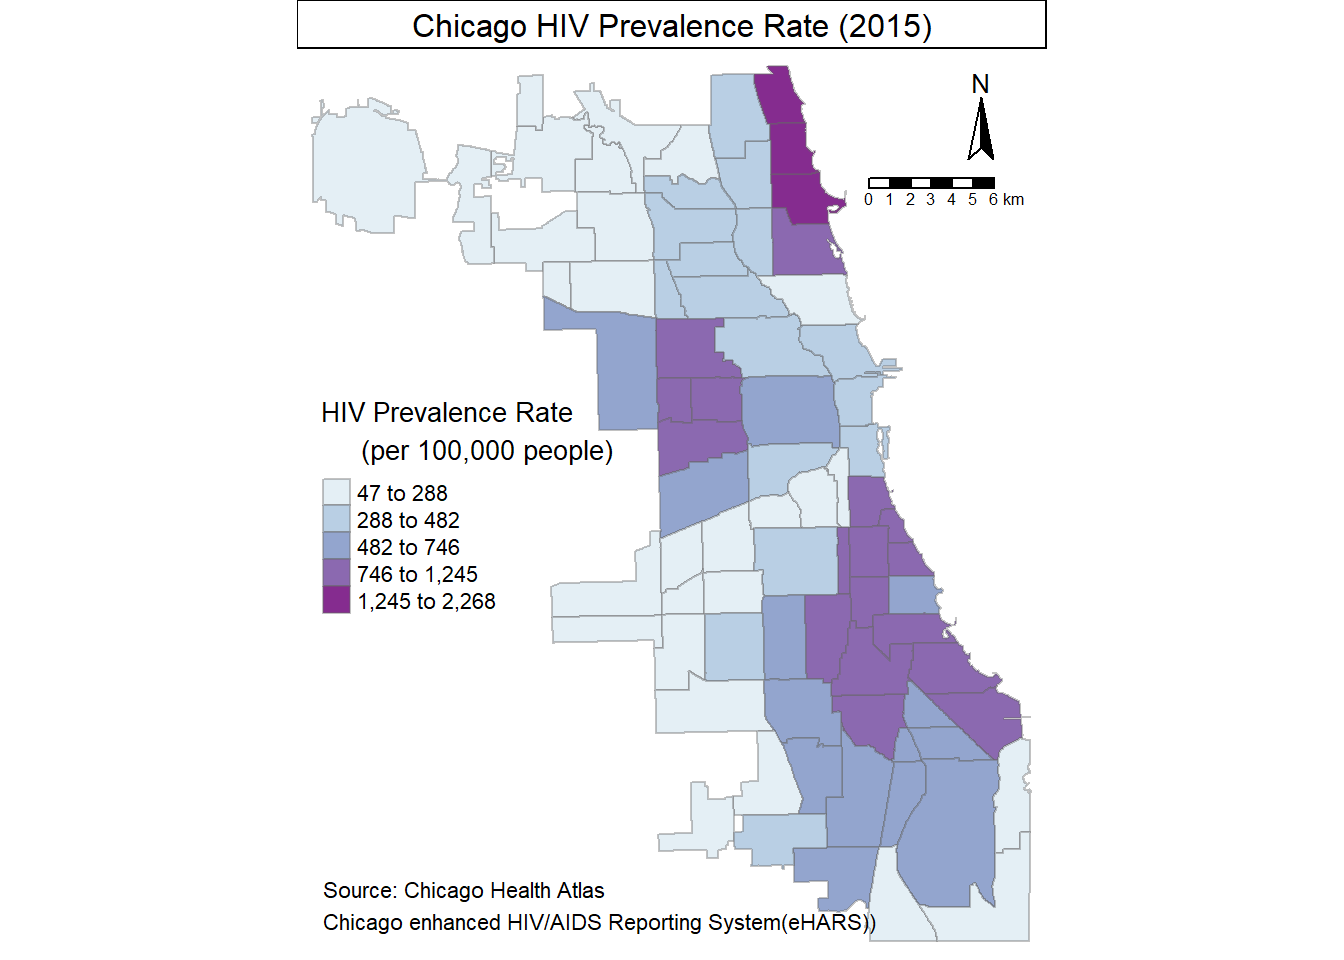 Chicago HIV Prevalence Rate (2015)
N
0 1 2 3 4 5 6 km
HIV Prevalence Rate
(per 100,000 people)
47 to 288
288 to 482
482 to 746
746 to 1,245
1,245 to 2,268
Source: Chicago Health Atlas
Chicago enhanced HIV/AIDS Reporting System(eHARS))